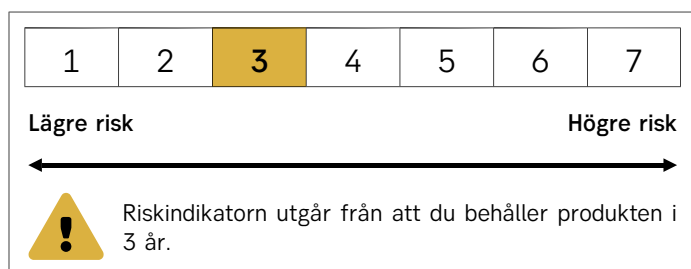 1 2 3 4 5 6 7
Lägre risk Högre risk
Riskindikatorn utgår från att du behåller produkten i
3 år.